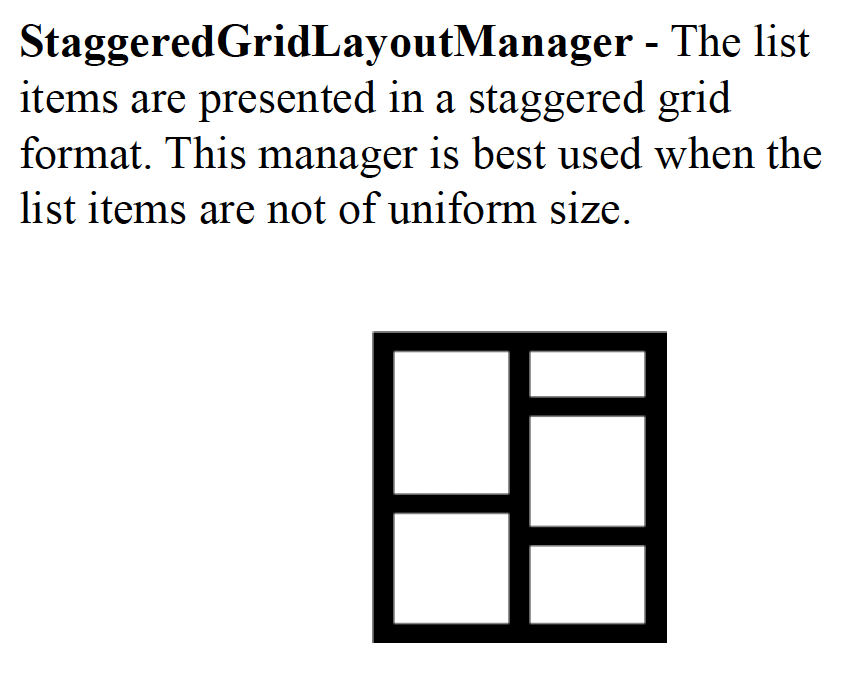 StaggeredGridLayoutManager - The list
items are presented in a staggered grid
format. This manager is best used when the
list items are not of uniform size.